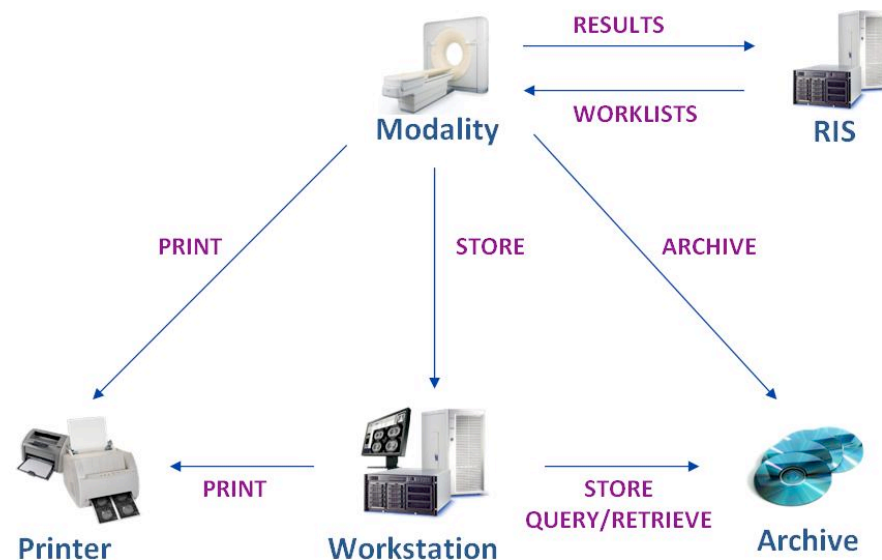 RESULTS
WORKLISTS
Modality
RIS
PRINT
STORE
ARCHIVE
PRINT
STORE
QUERY/RETRIEVE
Printer
Workstation
Archive